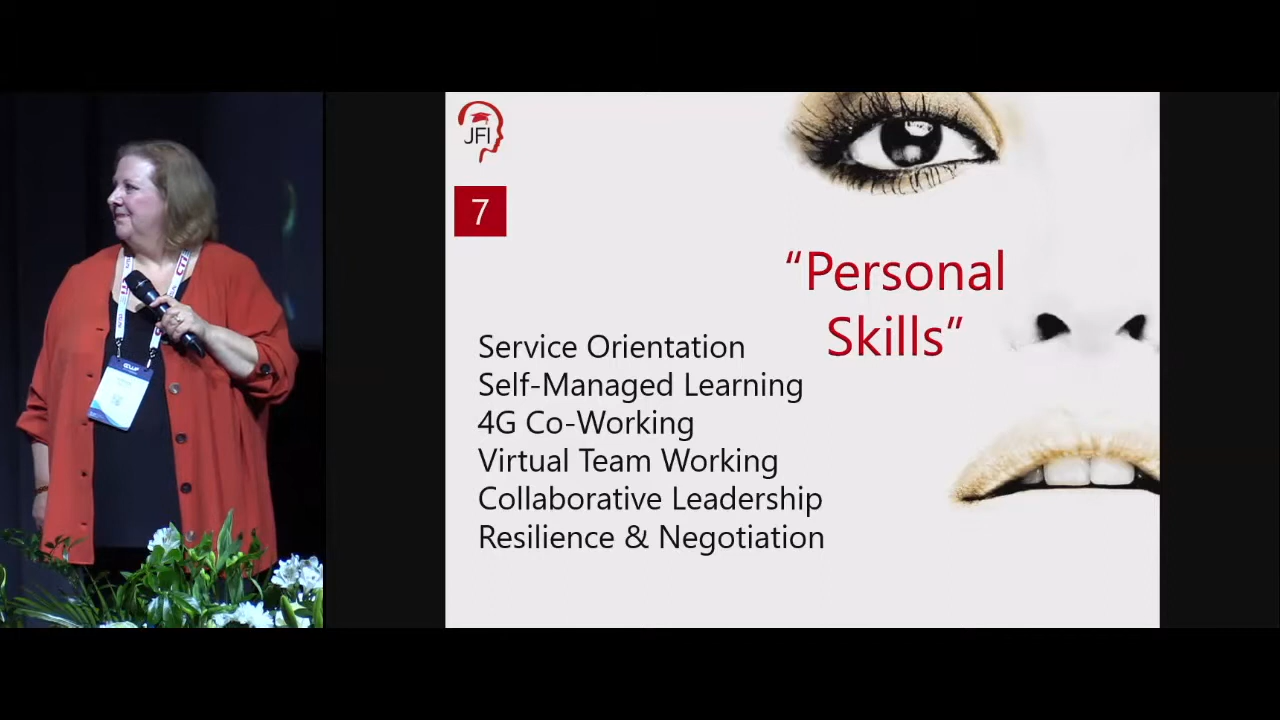 JFI
7
“Personal
Skills”
Service Orientation
Self-Managed Learning
4G Co-Working
Virtual Team Working
Collaborative Leadership
Resilience & Negotiation